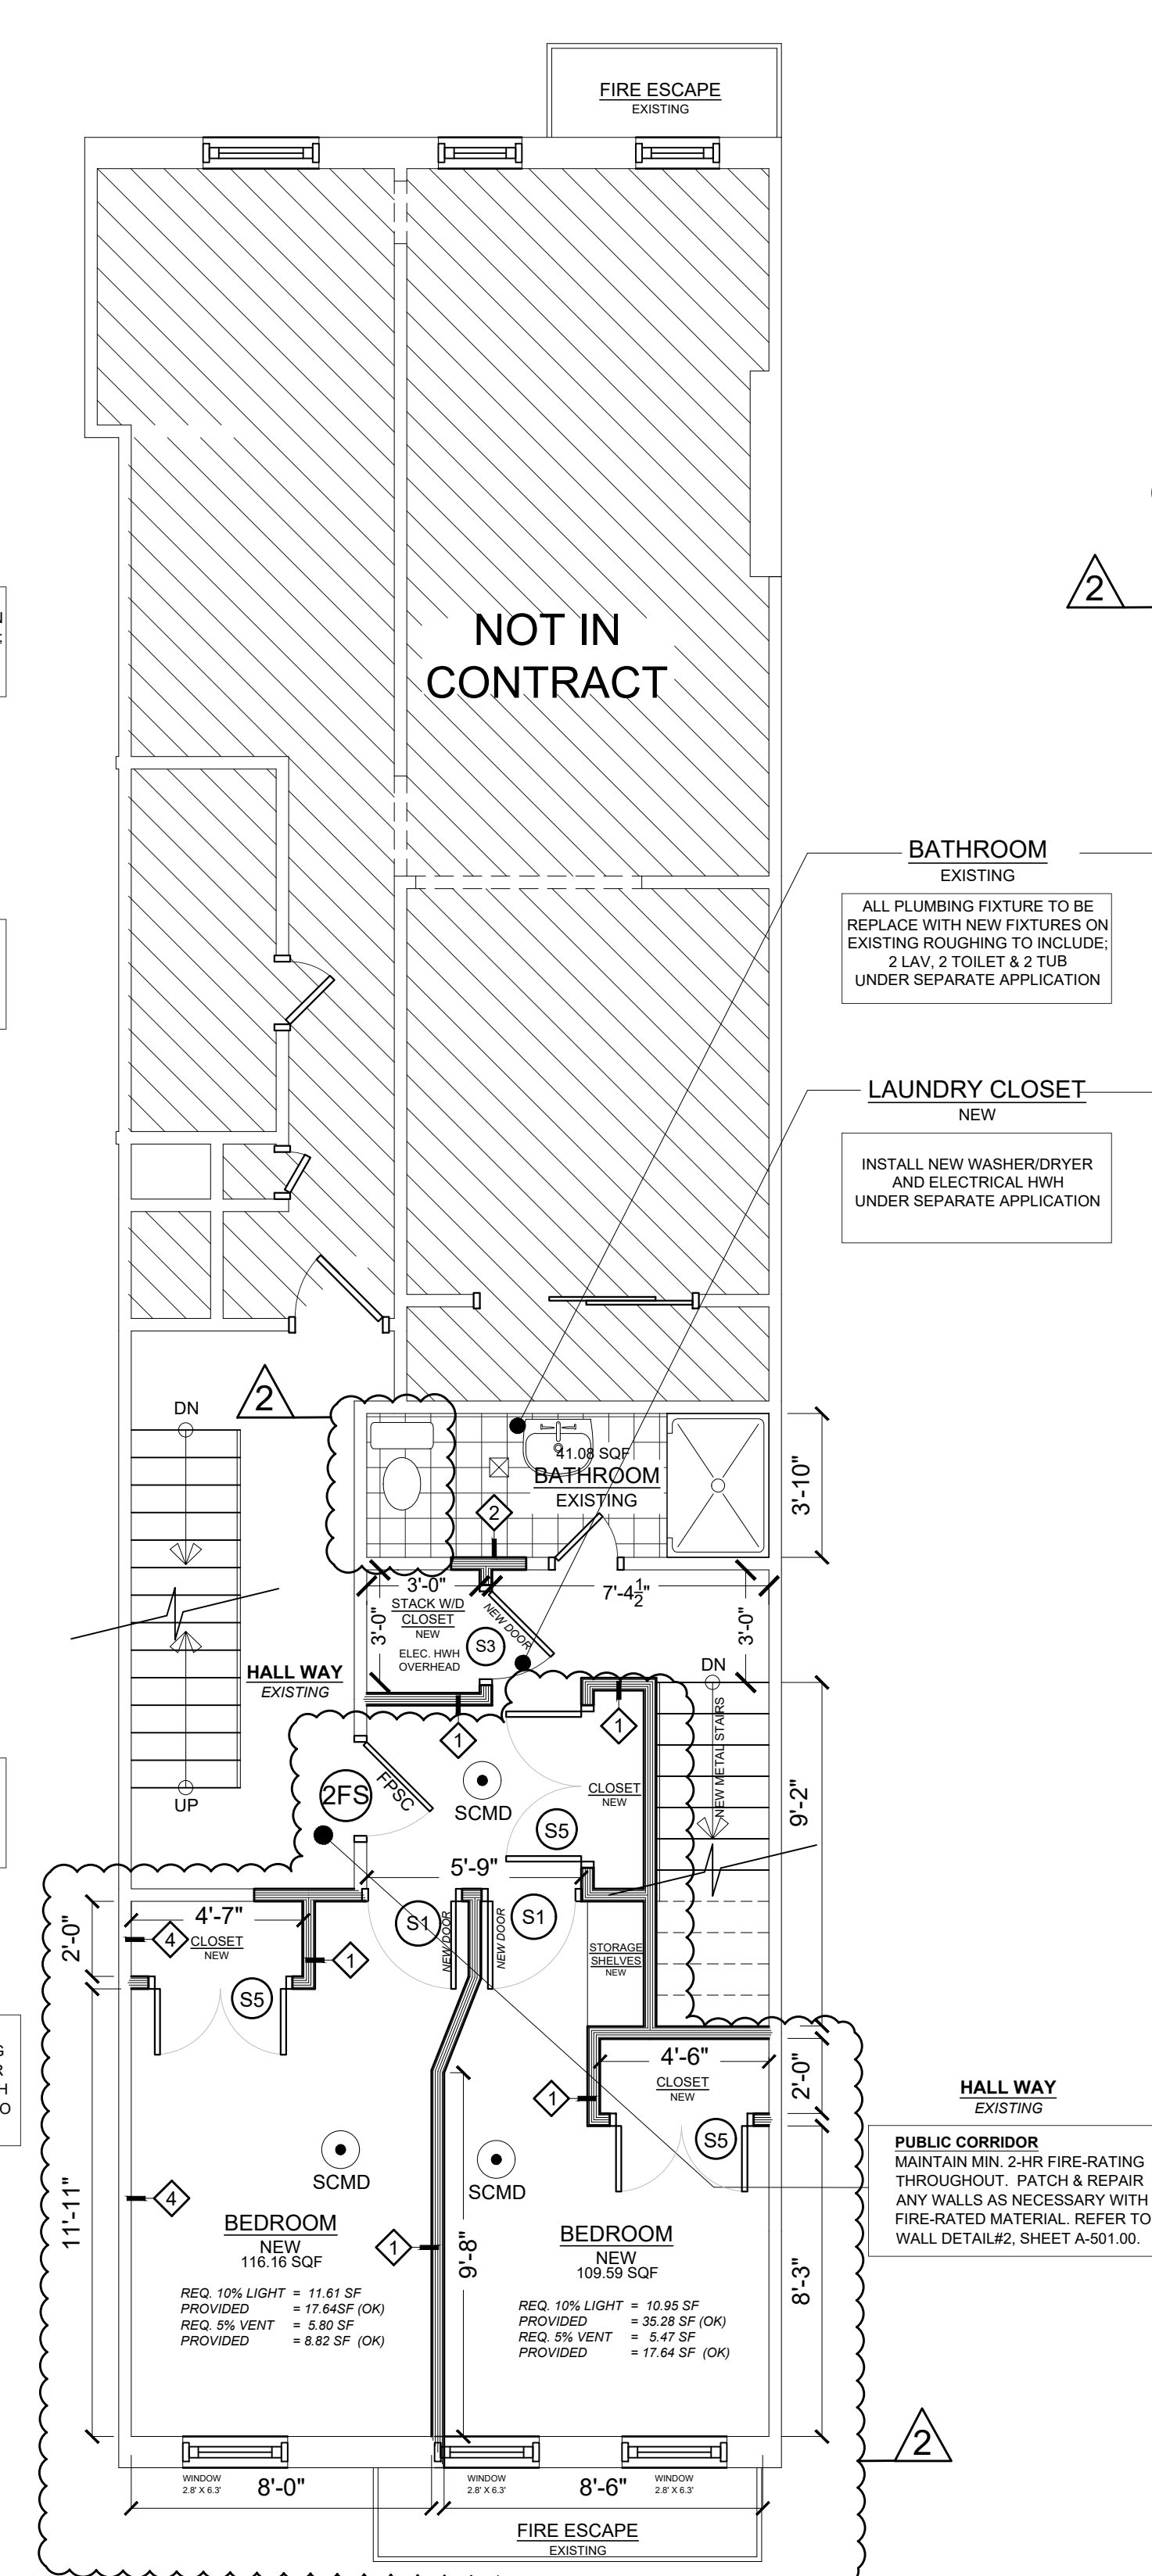 FIRE ESCAPE
EXISTING
NOT IN
CONTRACT
2
BATHROOM
EXISTING
ALL PLUMBING FIXTURE TO BE
REPLACE WITH NEW FIXTURES ON
EXISTING ROUGHING TO INCLUDE;
2 LAV, 2 TOILET & 2 TUB
UNDER SEPARATE APPLICATION
LAUNDRY CLOSET
NEW
INSTALL NEW WASHER/DRYER
AND ELECTRICAL HWH
UNDER SEPARATE APPLICATION
2
DN
41.08 SQF
BATHROOM
EXISTING
3'-10"
2
3'-0"
7'-4 1/2"
STACK W/D
CLOSET
NEW
ELEC. HWH
OVERHEAD
3'-0"
NEW DOOR
S3
3'-0"
HALL WAY
EXISTING
DN
NEW METAL STAIRS
1
1
2FS
FPSC
SCMD
CLOSET
NEW
S5
UP
9'-2"
5'-9"
4'-7"
2'-0"
4
CLOSET
NEW
1
S5
S1
NEW DOOR
NEW DOOR
S1
STORAGE
SHELVES
NEW
4'-6"
CLOSET
NEW
2'-0"
1
S5
HALL WAY
EXISTING
PUBLIC CORRIDOR
MAINTAIN MIN. 2-HR FIRE-RATING
THROUGHOUT. PATCH & REPAIR
ANY WALLS AS NECESSARY WITH
FIRE-RATED MATERIAL. REFER TO
WALL DETAIL#2, SHEET A-501.00.
G
R
H
O
SCMD
SCMD
4
11'-11"
BEDROOM
NEW
116.16 SQF
REQ. 10% LIGHT = 11.61 SF
PROVIDED = 17.64SF (OK)
REQ. 5% VENT = 5.80 SF
PROVIDED = 8.82 SF (OK)
1
9'-8"
BEDROOM
NEW
109.59 SQF
REQ. 10% LIGHT = 10.95 SF
PROVIDED = 35.28 SF (OK)
REQ. 5% VENT = 5.47 SF
PROVIDED = 17.64 SF (OK)
8'-3"
2
WINDOW
2.8' X 6.3'
8'-0"
WINDOW
2.8' X 6.3'
8'-6"
WINDOW
2.8' X 6.3'
FIRE ESCAPE
EXISTING